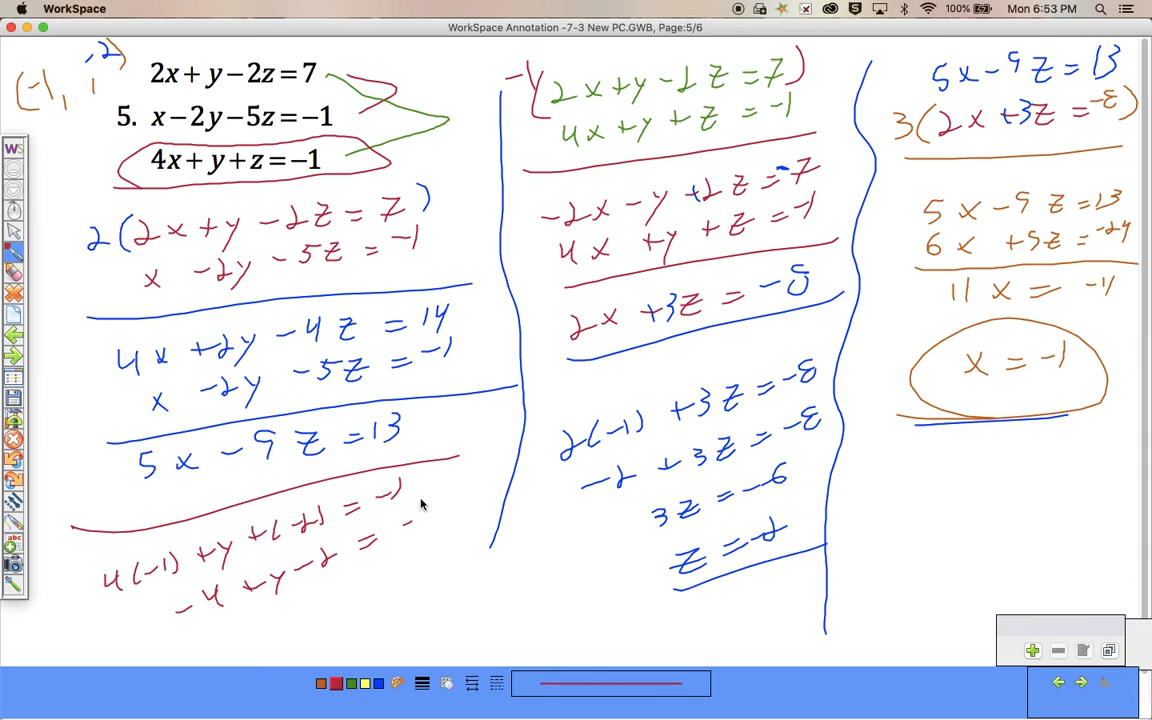 WorkSpace
100%
Mon 6:53 PM
WorkSpace Annotation -7-3 New PC.GWB, Page:5/6
(-1, , -2)
2x + y − 2z = 7
5. x − 2y − 5z = −1
4x + y + z = −1
2(2x + y - 2z = 7)
x - 2y - 5z = -1
4x + 2y - 4z = 14
x - 2y - 5z = -1
5x - 9z = 13
4(-1) + y + (-2) = -1
-4 + y - 2 = -
2x + y - 2z = 7)
4x + y + z = -1
-2x - y + 2z = -7
4x + y + z = -1
2x + 3z = -8
2(-1) + 3z = -8
-2 + 3z = -8
3z = -6
z = -2
5x - 9z = 13
3(2x + 3z = -8)
5x - 9z = 13
6x + 9z = -24
11x = -11
x = -1
WS
abc